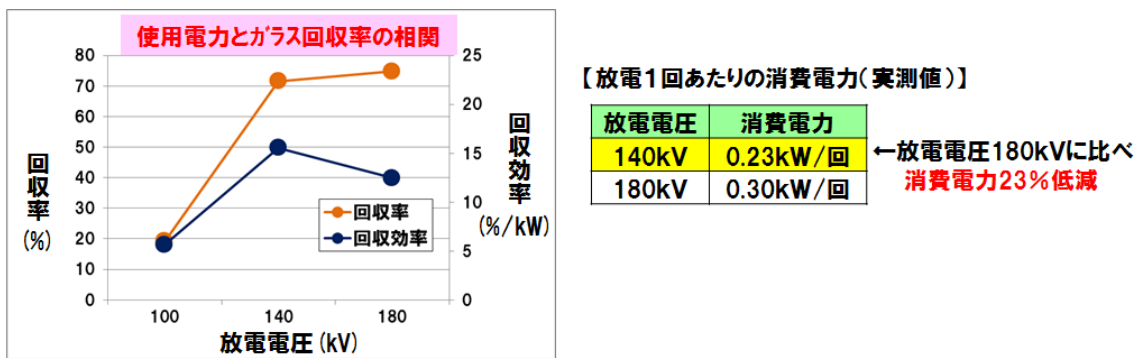 使用電力とガラス回収率の相関
80
70
60
50
40
30
20
10
0
回収率
(%)
25
20
15
10
5
0
回収効率
(%/kW)
回収率
回収効率
100 140 180
放電電圧(kV)
【放電1回あたりの消費電力(実測値)】
放電電圧 消費電力
140kV 0.23kW/回
180kV 0.30kW/回
←放電電圧180kVに比べ
消費電力23%低減